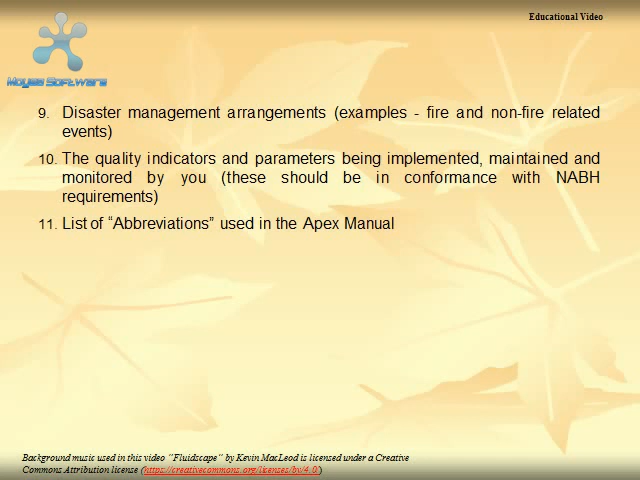 Educational Video
Moyea Software
9. Disaster management arrangements (examples - fire and non-fire related
events)
10. The quality indicators and parameters being implemented, maintained and
monitored by you (these should be in conformance with NABH
requirements)
11. List of “Abbreviations” used in the Apex Manual
Background music used in this video “Fluidscape” by Kevin MacLeod is licensed under a Creative
Commons Attribution license (https://creativecommons.org/licenses/by/4.0/)